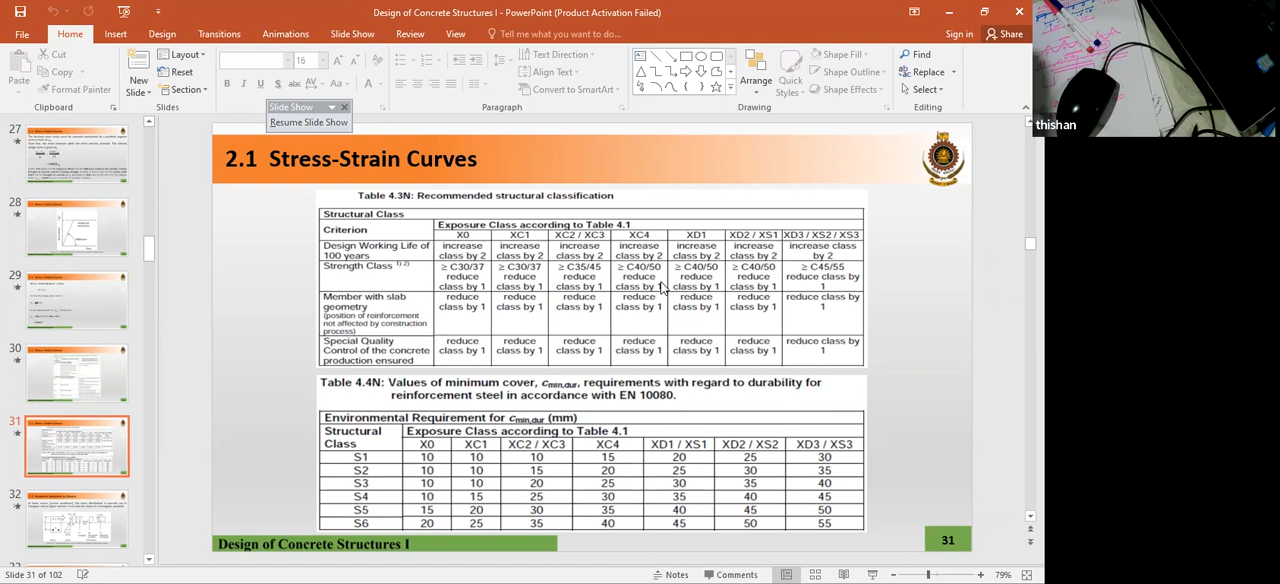 Design of Concrete Structures I - PowerPoint (Product Activation Failed)
File Home Insert Design Transitions Animations Slide Show Review View Tell me what you want to do... Sign in Share
Cut
Copy
Format Painter
Paste
Clipboard
New Slide
Layout
Reset
Section
Slides
16
B I U S abc AV Aa A
Slide Show
Resume Slide Show
Text Direction
Align Text
Convert to SmartArt
Paragraph
Arrange
Quick Styles
Shape Fill
Shape Outline
Shape Effects
Drawing
Find
Replace
Select
Editing
thishan
27
28
29
30
31
32
2.1 Stress-Strain Curves
Table 4.3N: Recommended structural classification
Structural Class
Criterion Exposure Class according to Table 4.1
X0 XC1 XC2 / XC3 XC4 XD1 XD2 / XS1 XD3 / XS2 / XS3
Design Working Life of increase increase increase increase increase increase increase class
100 years class by 2 class by 2 class by 2 class by 2 class by 2 class by 2 by 2
Strength Class 1) 2) ≥ C30/37 ≥ C30/37 ≥ C35/45 ≥ C40/50 ≥ C40/50 ≥ C40/50 ≥ C45/55
reduce reduce reduce reduce reduce reduce reduce class by
class by 1 class by 1 class by 1 class by 1 class by 1 class by 1 1
Member with slab reduce reduce reduce reduce reduce reduce reduce class by
geometry class by 1 class by 1 class by 1 class by 1 class by 1 class by 1 1
(position of reinforcement
not affected by construction
process)
Special Quality reduce reduce reduce reduce reduce reduce reduce class by
Control of the concrete class by 1 class by 1 class by 1 class by 1 class by 1 class by 1 1
production ensured
Table 4.4N: Values of minimum cover, cmin,dur, requirements with regard to durability for
reinforcement steel in accordance with EN 10080.
Environmental Requirement for cmin,dur (mm)
Structural Exposure Class according to Table 4.1
Class X0 XC1 XC2 / XC3 XC4 XD1 / XS1 XD2 / XS2 XD3 / XS3
S1 10 10 10 15 20 25 30
S2 10 10 15 20 25 30 35
S3 10 10 20 25 30 35 40
S4 10 15 25 30 35 40 45
S5 15 20 30 35 40 45 50
S6 20 25 35 40 45 50 55
Design of Concrete Structures I
31
Slide 31 of 102
Notes
Comments
79%